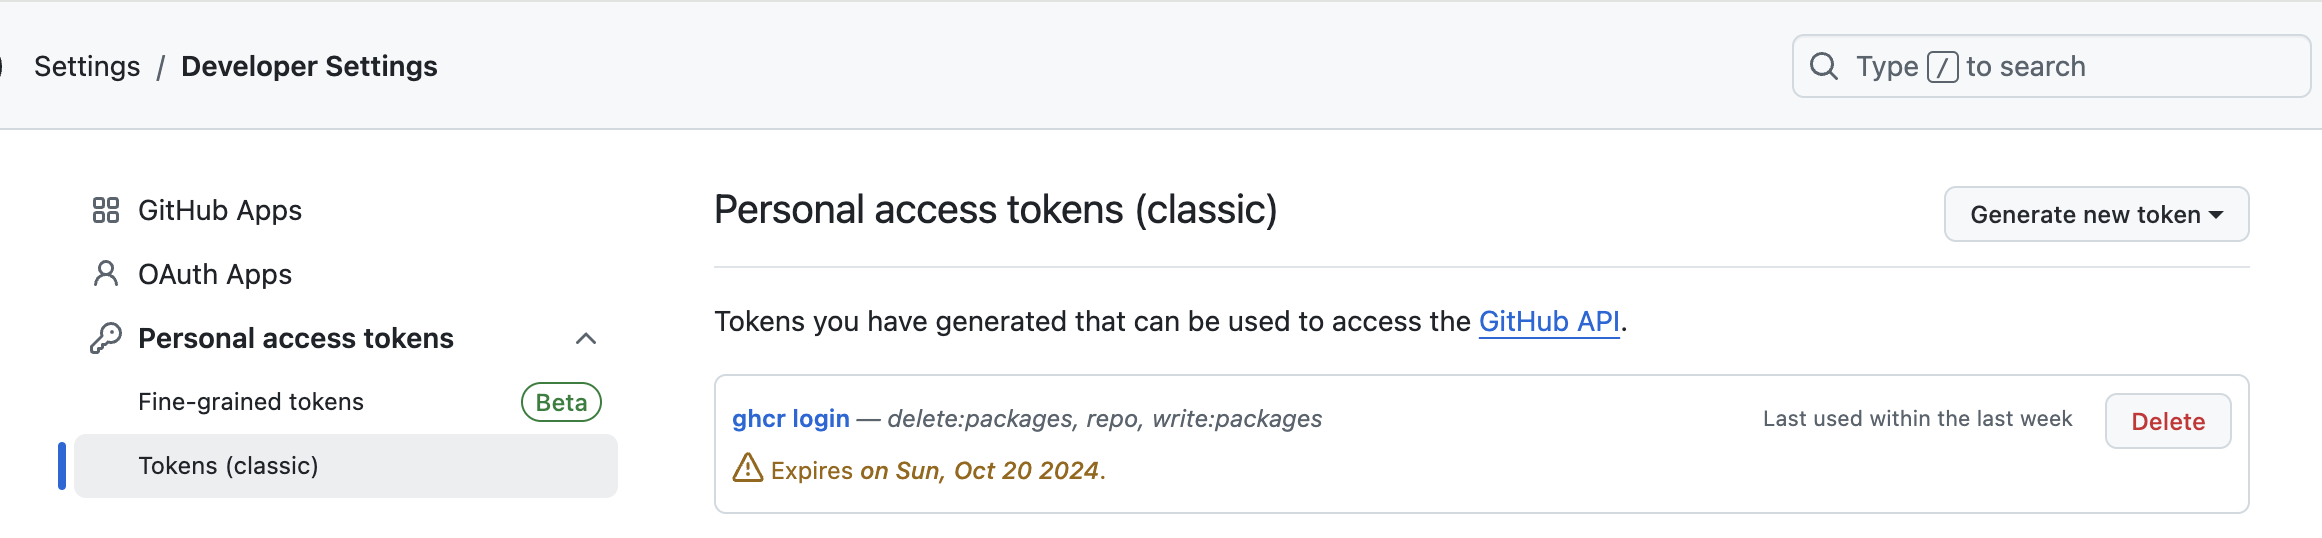 Settings / Developer Settings
Type / to search
GitHub Apps
OAuth Apps
Personal access tokens
Fine-grained tokens Beta
Tokens (classic)
Personal access tokens (classic)
Generate new token
Tokens you have generated that can be used to access the GitHub API.
ghcr login — delete:packages, repo, write:packages
Last used within the last week
Delete
Expires on Sun, Oct 20 2024.